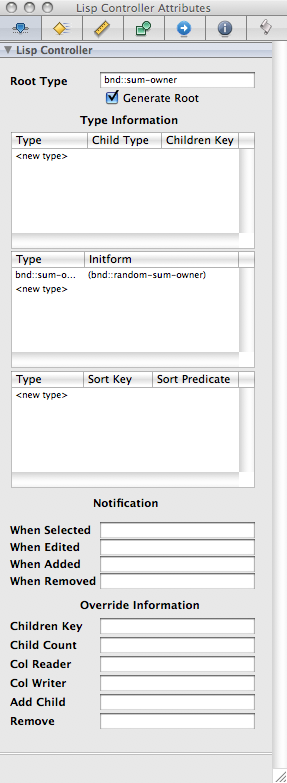 Lisp Controller Attributes
Lisp Controller
Root Type bnd::sum-owner
Generate Root
Type Information
Type Child Type Children Key
<new type>
Type Initform
bnd::sum-o... (bnd::random-sum-owner)
<new type>
Type Sort Key Sort Predicate
<new type>
Notification
When Selected
When Edited
When Added
When Removed
Override Information
Children Key
Child Count
Col Reader
Col Writer
Add Child
Remove